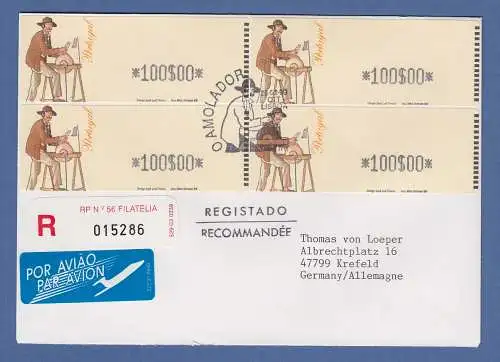 Portugal
*100$00*
Portugal
*100$00*
Portugal
*100$00*
Portugal
*100$00*
O AMOLADOR
RP N.º 56 FILATELIA
R
015286
REGISTADO
RECOMMANDÉE
Thomas von Loeper
Albrechtplatz 16
47799 Krefeld
Germany/Allemagne
POR AVIÃO
PAR AVION